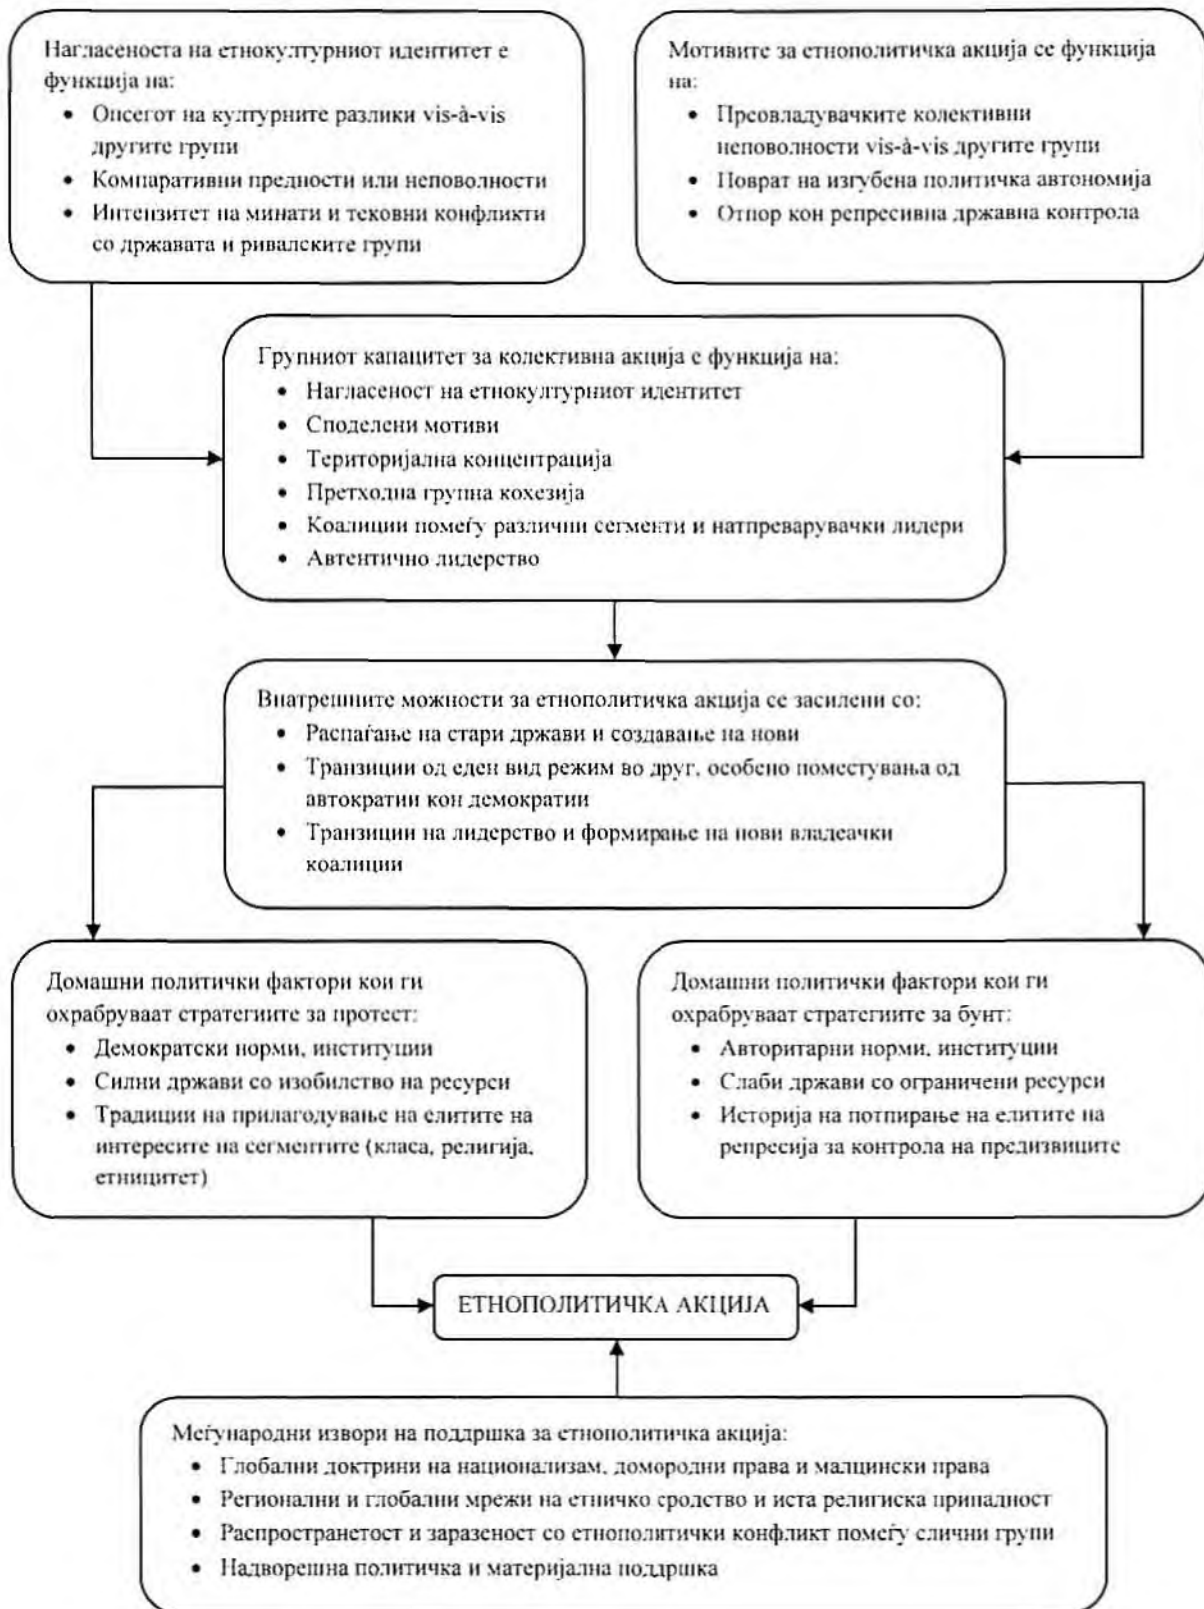 Нагласеноста на етнокултурниот идентитет е
функција на:
• Опсегот на културните разлики vis-à-vis
другите групи
• Компаративни предности или неповолности
• Интензитет на минати и тековни конфликти
со државата и ривалските групи
Мотивите за етнополитичка акција се функција
на:
• Преовладувачките колективни
неповолности vis-à-vis другите групи
• Поврат на изгубена политичка автономија
• Отпор кон репресивна државна контрола
Групниот капацитет за колективна акција е функција на:
• Нагласеност на етнокултурниот идентитет
• Споделени мотиви
• Територијална концентрација
• Претходна групна кохезија
• Коалиции помеѓу различни сегменти и натпреварувачки лидери
• Автентично лидерство
Внатрешните можности за етнополитичка акција се засилени со:
• Распаѓање на стари држави и создавање на нови
• Транзиции од еден вид режим во друг, особено поместувања од
автократии кон демократии
• Транзиции на лидерство и формирање на нови владеачки
коалиции
Домашни политички фактори кои ги
охрабруваат стратегиите за протест:
• Демократски норми, институции
• Силни држави со изобилство на ресурси
• Традиции на прилагодување на елитите на
интересите на сегментите (класа, религија,
етницитет)
Домашни политички фактори кои ги
охрабруваат стратегиите за бунт:
• Авторитарни норми, институции
• Слаби држави со ограничени ресурси
• Историја на потпирање на елитите на
репресија за контрола на предизвиците
ЕТНОПОЛИТИЧКА АКЦИЈА
Меѓународни извори на поддршка за етнополитичка акција:
• Глобални доктрини на национализам, домородни права и малцински права
• Регионални и глобални мрежи на етничко сродство и иста религиска припадност
• Распространетост и заразеност со етнополитички конфликт помеѓу слични групи
• Надворешна политичка и материјална поддршка